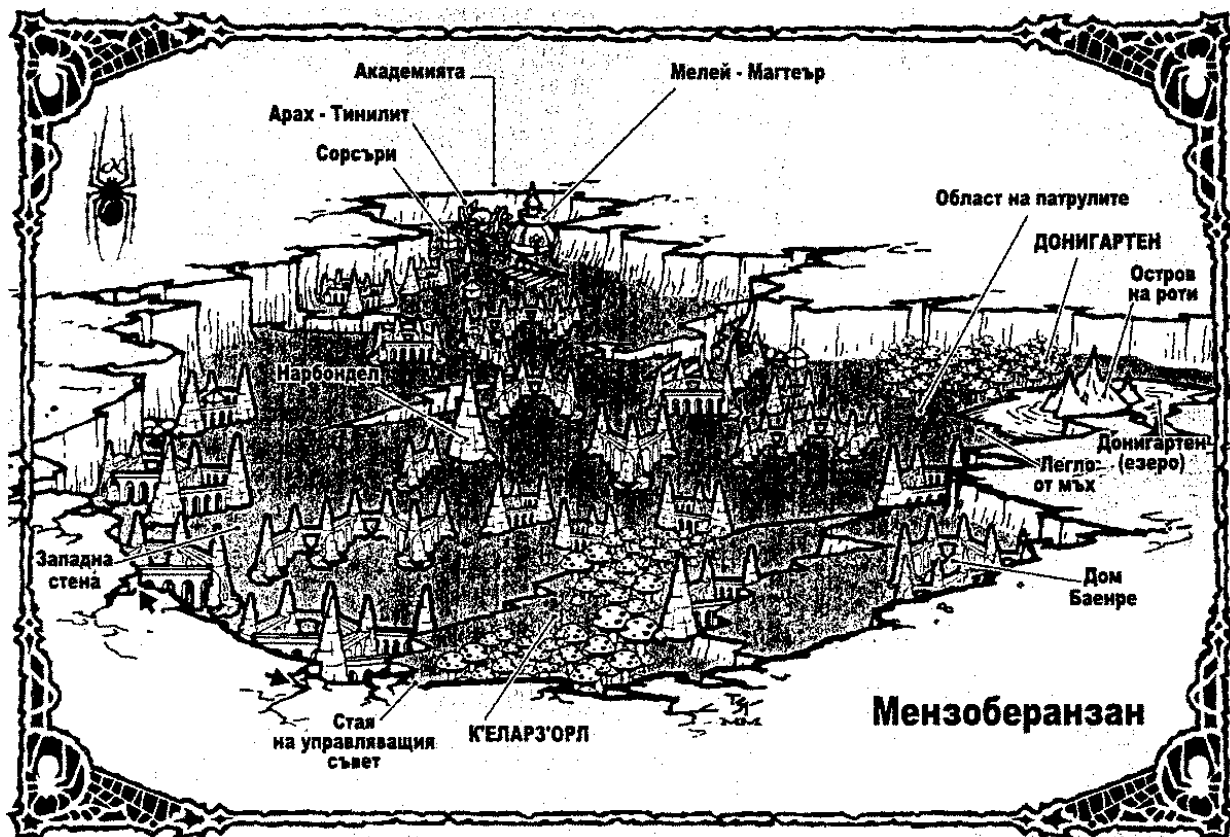 Академията
Мелей - Магтеър
Арах - Тинилит
Сорсъри
Област на патрулите
ДОНИГАРТЕН
Остров
на роти
Нарбондел
Донигартен
(езеро)
Легло
от мъх
Западна
стена
Дом
Баенре
Стая
на управляващия
съвет
К'ЕЛАРЗ'ОРЛ
Мензоберанзан